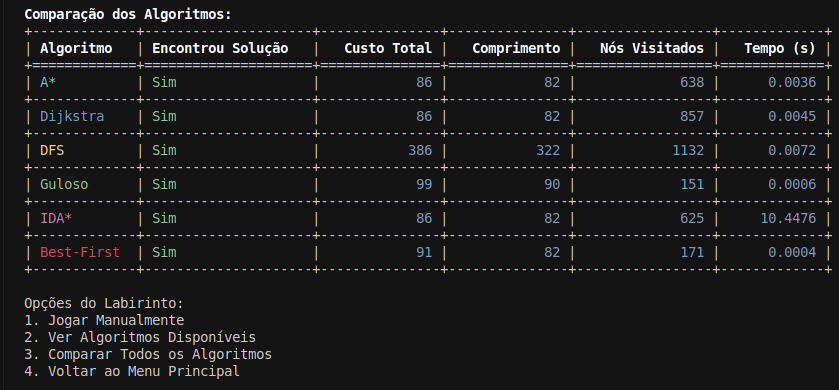 Comparação dos Algoritmos:
| Algoritmo | Encontrou Solução | Custo Total | Comprimento | Nós Visitados | Tempo (s) |
| A* | Sim | 86 | 82 | 638 | 0.0036 |
| Dijkstra | Sim | 86 | 82 | 857 | 0.0045 |
| DFS | Sim | 386 | 322 | 1132 | 0.0072 |
| Guloso | Sim | 99 | 90 | 151 | 0.0006 |
| IDA* | Sim | 86 | 82 | 625 | 10.4476 |
| Best-First | Sim | 91 | 82 | 171 | 0.0004 |
Opções do Labirinto:
1. Jogar Manualmente
2. Ver Algoritmos Disponíveis
3. Comparar Todos os Algoritmos
4. Voltar ao Menu Principal